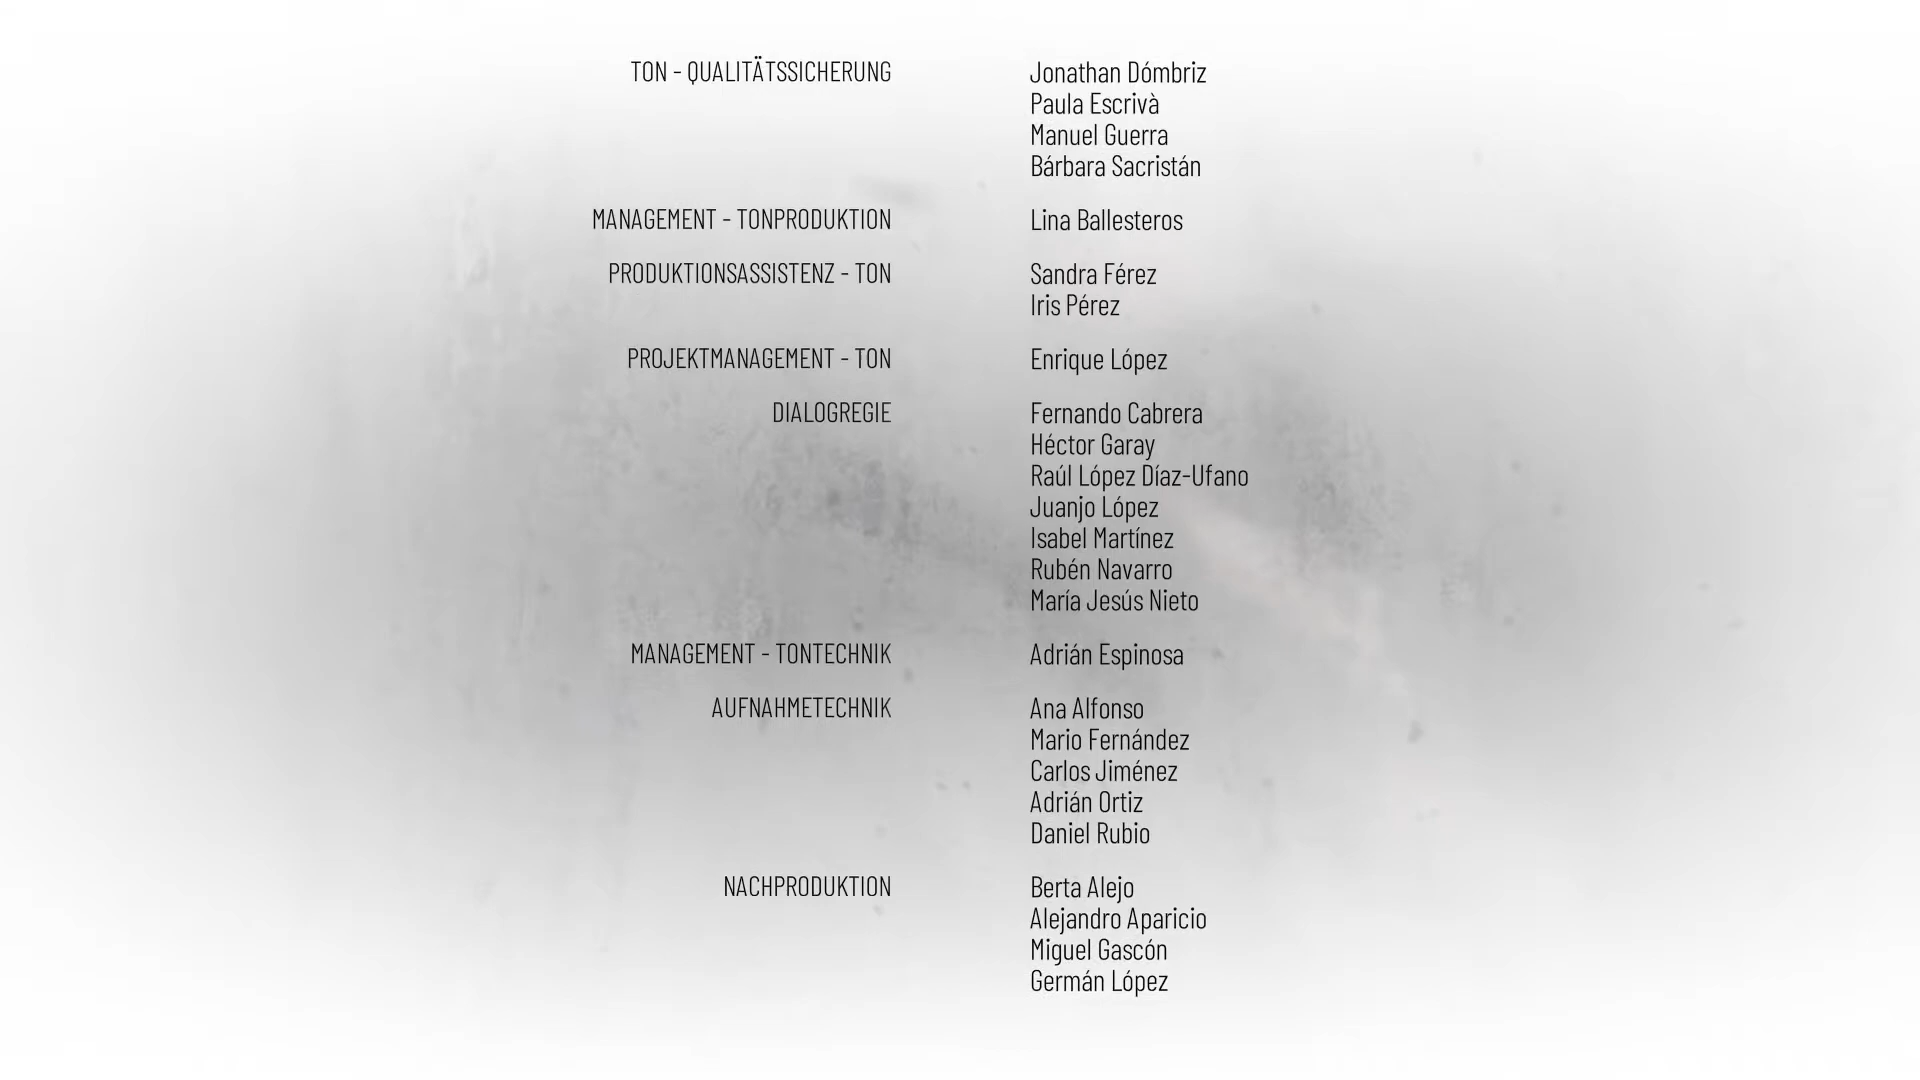 TON - QUALITÄTSSICHERUNG Jonathan Dómbriz
Paula Escrivà
Manuel Guerra
Bárbara Sacristán
MANAGEMENT - TONPRODUKTION Lina Ballesteros
PRODUKTIONSASSISTENZ - TON Sandra Férez
Iris Pérez
PROJEKTMANAGEMENT - TON Enrique López
DIALOGREGIE Fernando Cabrera
Héctor Garay
Raúl López Díaz-Ufano
Juanjo López
Isabel Martínez
Rubén Navarro
María Jesús Nieto
MANAGEMENT - TONTECHNIK Adrián Espinosa
AUFNAHMETECHNIK Ana Alfonso
Mario Fernández
Carlos Jiménez
Adrián Ortiz
Daniel Rubio
NACHPRODUKTION Berta Alejo
Alejandro Aparicio
Miguel Gascón
Germán López